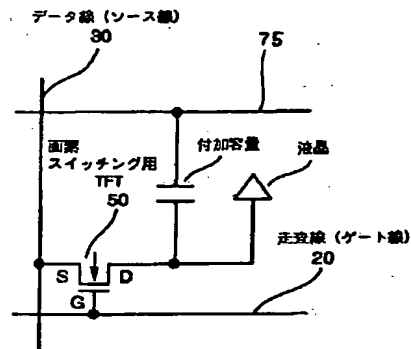 データ線(ソース線)
30
75
画素
スイッチング用
TFT
50
付加容量
液晶
走査線(ゲート線)
20
S
D
G